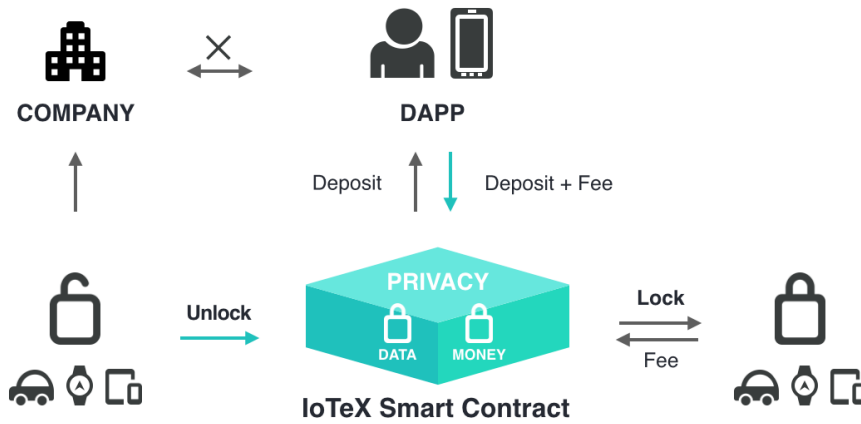 COMPANY
DAPP
Deposit
Deposit + Fee
PRIVACY
Unlock
Lock
DATA
MONEY
Fee
IoTeX Smart Contract